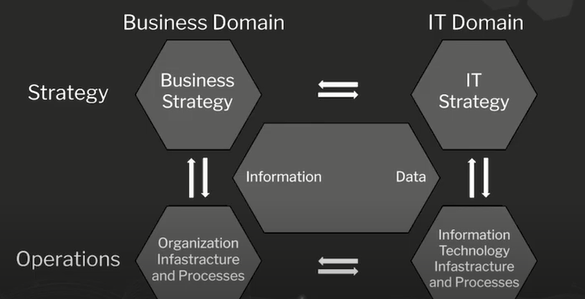 Business Domain
IT Domain
Strategy
Business
Strategy
IT
Strategy
Information
Data
Operations
Organization
Infastracture
and Processes
Information
Technology
Infastracture
and Processes